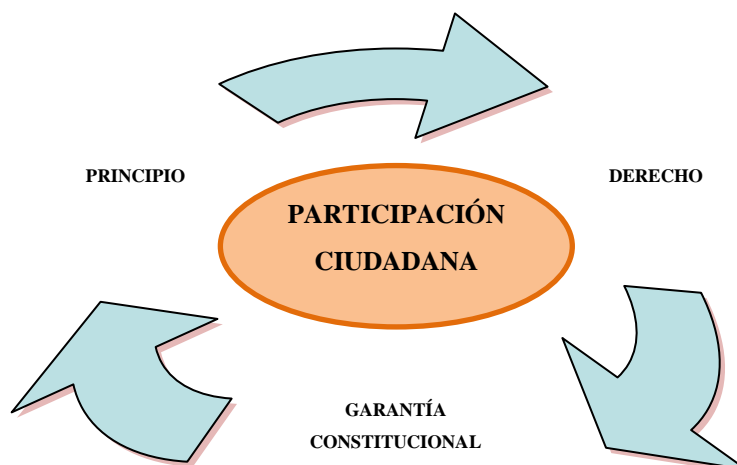 PRINCIPIO
DERECHO
PARTICIPACIÓN
CIUDADANA
GARANTÍA
CONSTITUCIONAL